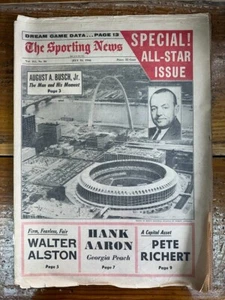 DREAM GAME DATA...PAGE 12
The Sporting News
SPECIAL!
ALL-STAR
ISSUE
AUGUST A. BUSCH, Jr.
The Man and His Moment
Page 3
Firm, Fearless, Fair
WALTER
ALSTON
Page 5
HANK
AARON
Georgia Peach
Page 7
A Capital Asset
PETE
RICHERT
Page 9